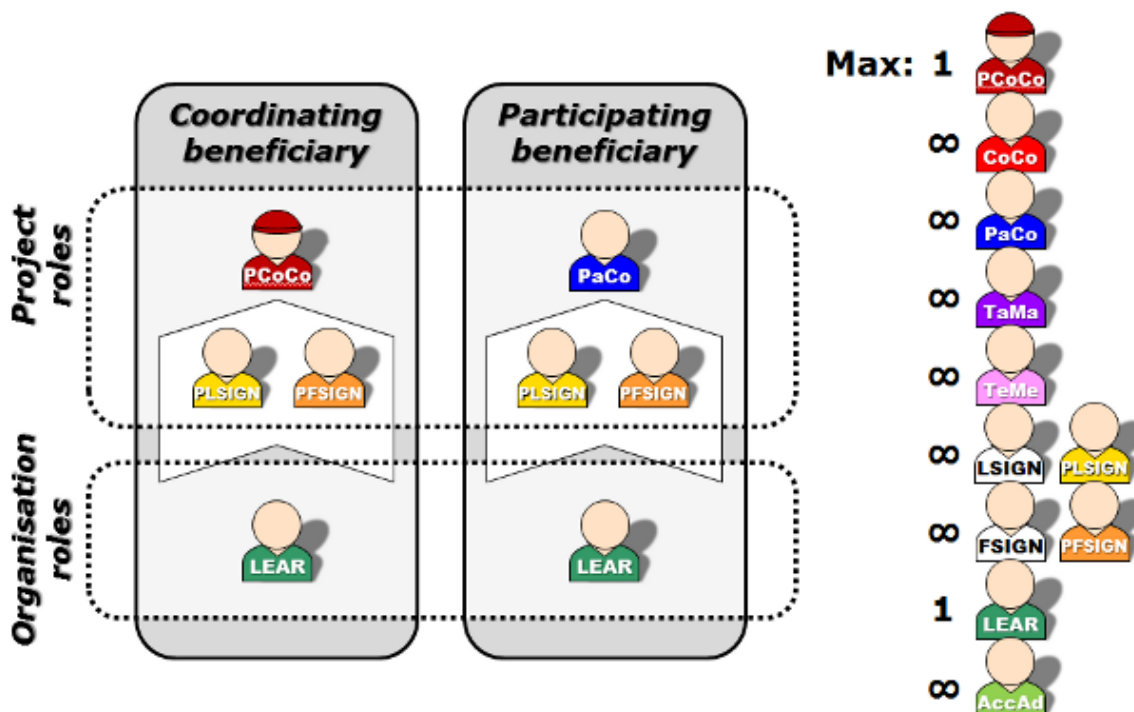 Coordinating
beneficiary
Participating
beneficiary
Project
roles
PCoCo
PaCo
PLSIGN
PFSIGN
PLSIGN
PFSIGN
Organisation
roles
LEAR
LEAR
Max: 1
PCoCo
∞
CoCo
∞
PaCo
∞
TaMa
∞
TeMe
∞
LSIGN
PLSIGN
∞
FSIGN
PFSIGN
1
LEAR
∞
AccAd